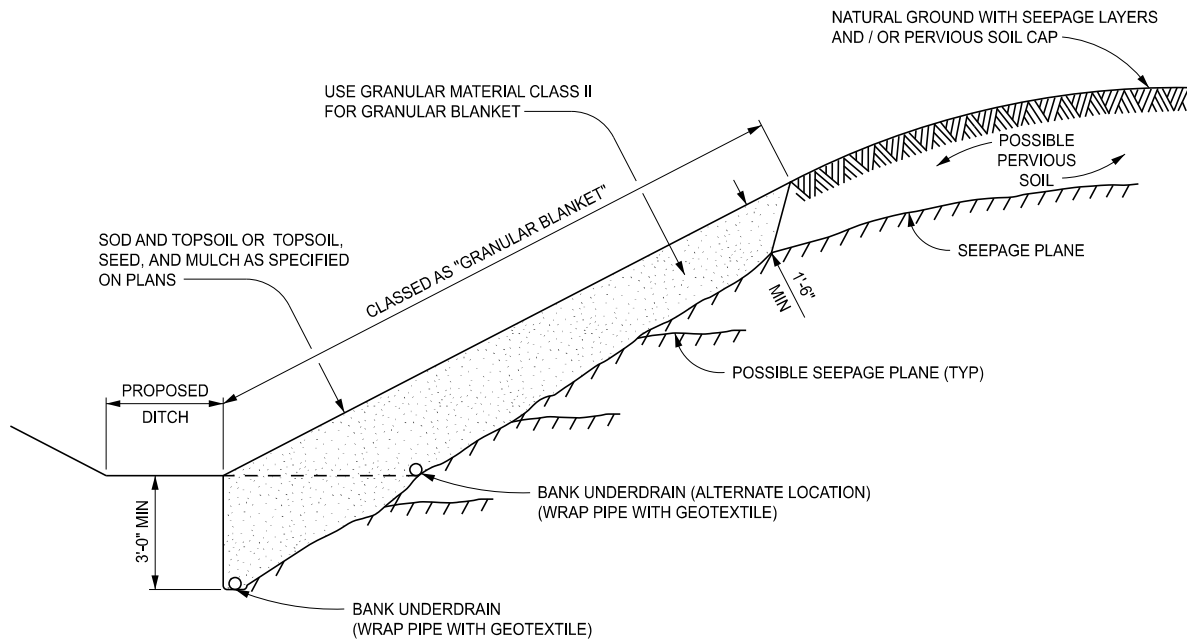 NATURAL GROUND WITH SEEPAGE LAYERS
AND / OR PERVIOUS SOIL CAP
USE GRANULAR MATERIAL CLASS II
FOR GRANULAR BLANKET
POSSIBLE
PERVIOUS
SOIL
CLASSED AS "GRANULAR BLANKET"
SOD AND TOPSOIL OR TOPSOIL,
SEED, AND MULCH AS SPECIFIED
ON PLANS
SEEPAGE PLANE
1'-6"
MIN
POSSIBLE SEEPAGE PLANE (TYP)
PROPOSED
DITCH
BANK UNDERDRAIN (ALTERNATE LOCATION)
(WRAP PIPE WITH GEOTEXTILE)
3'-0" MIN
BANK UNDERDRAIN
(WRAP PIPE WITH GEOTEXTILE)